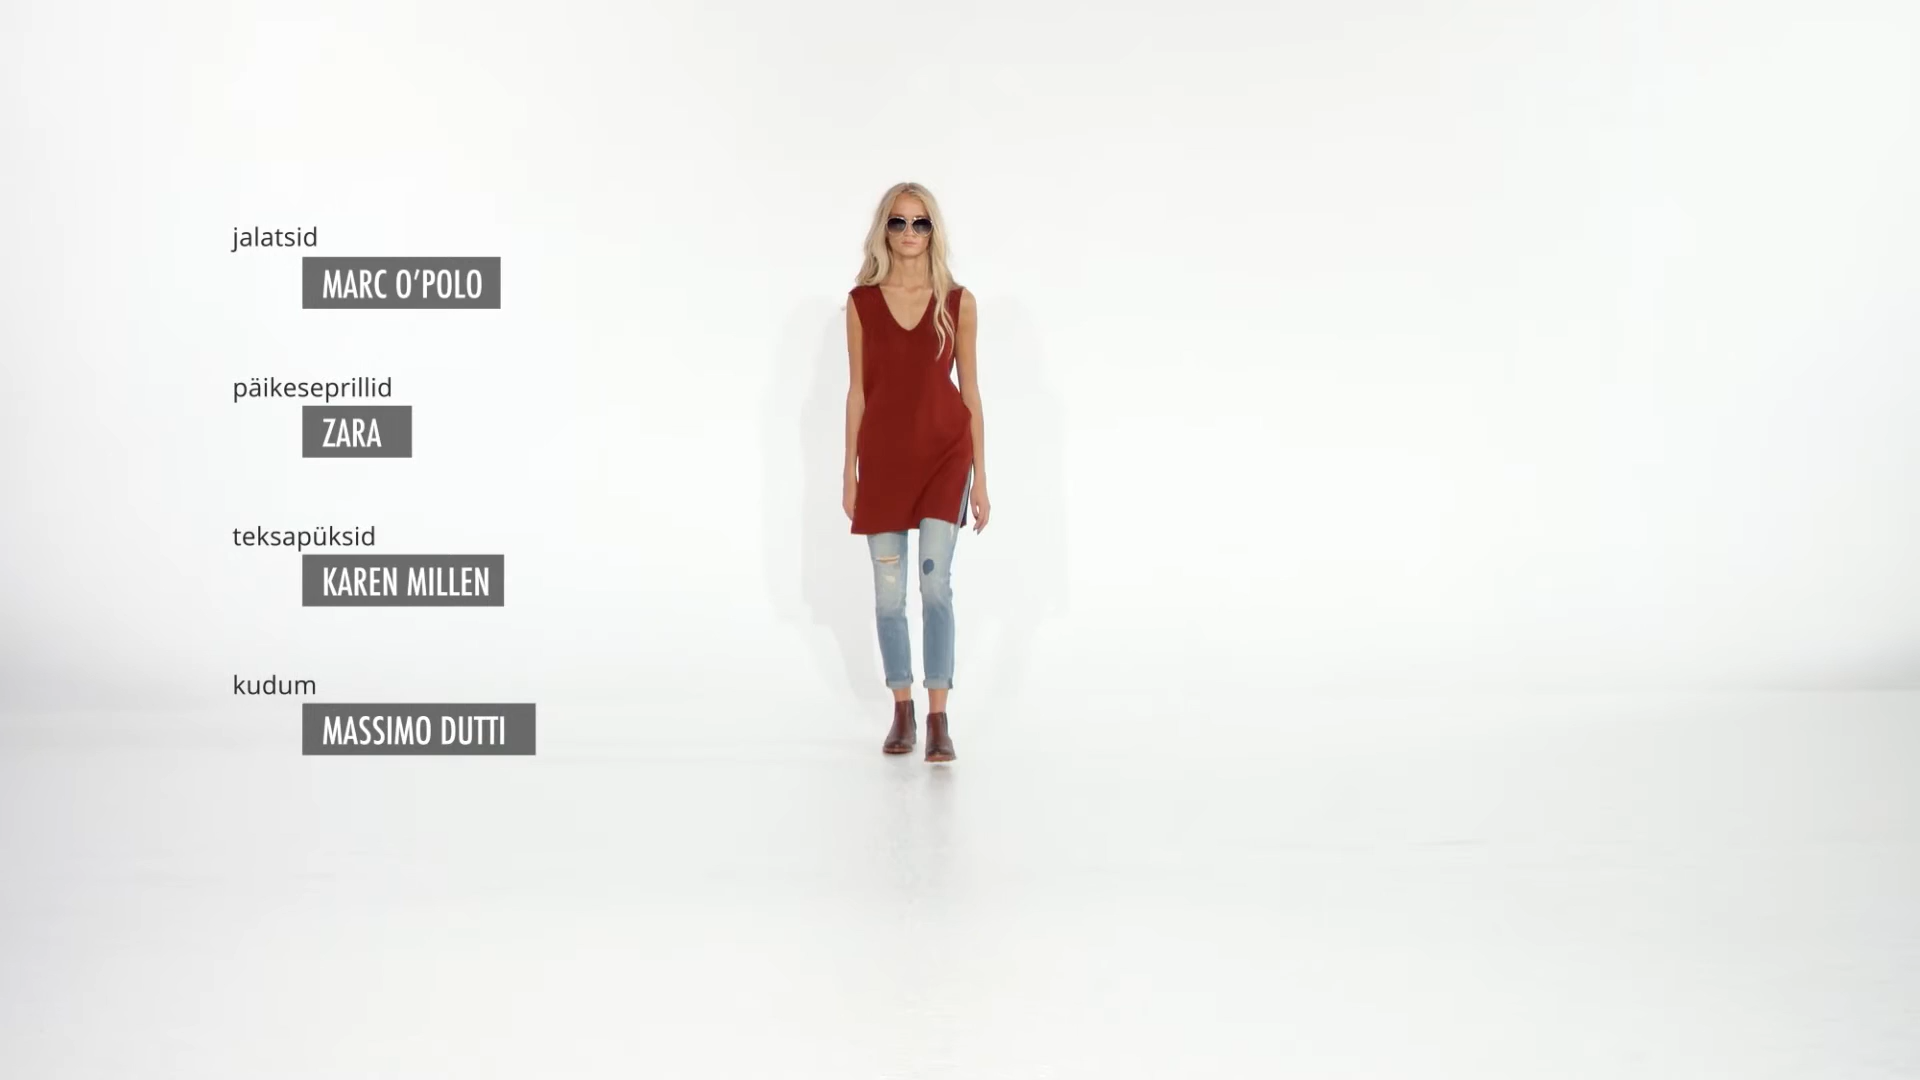 jalatsid
MARC O'POLO
päikeseprillid
ZARA
teksapüksid
KAREN MILLEN
kudum
MASSIMO DUTTI